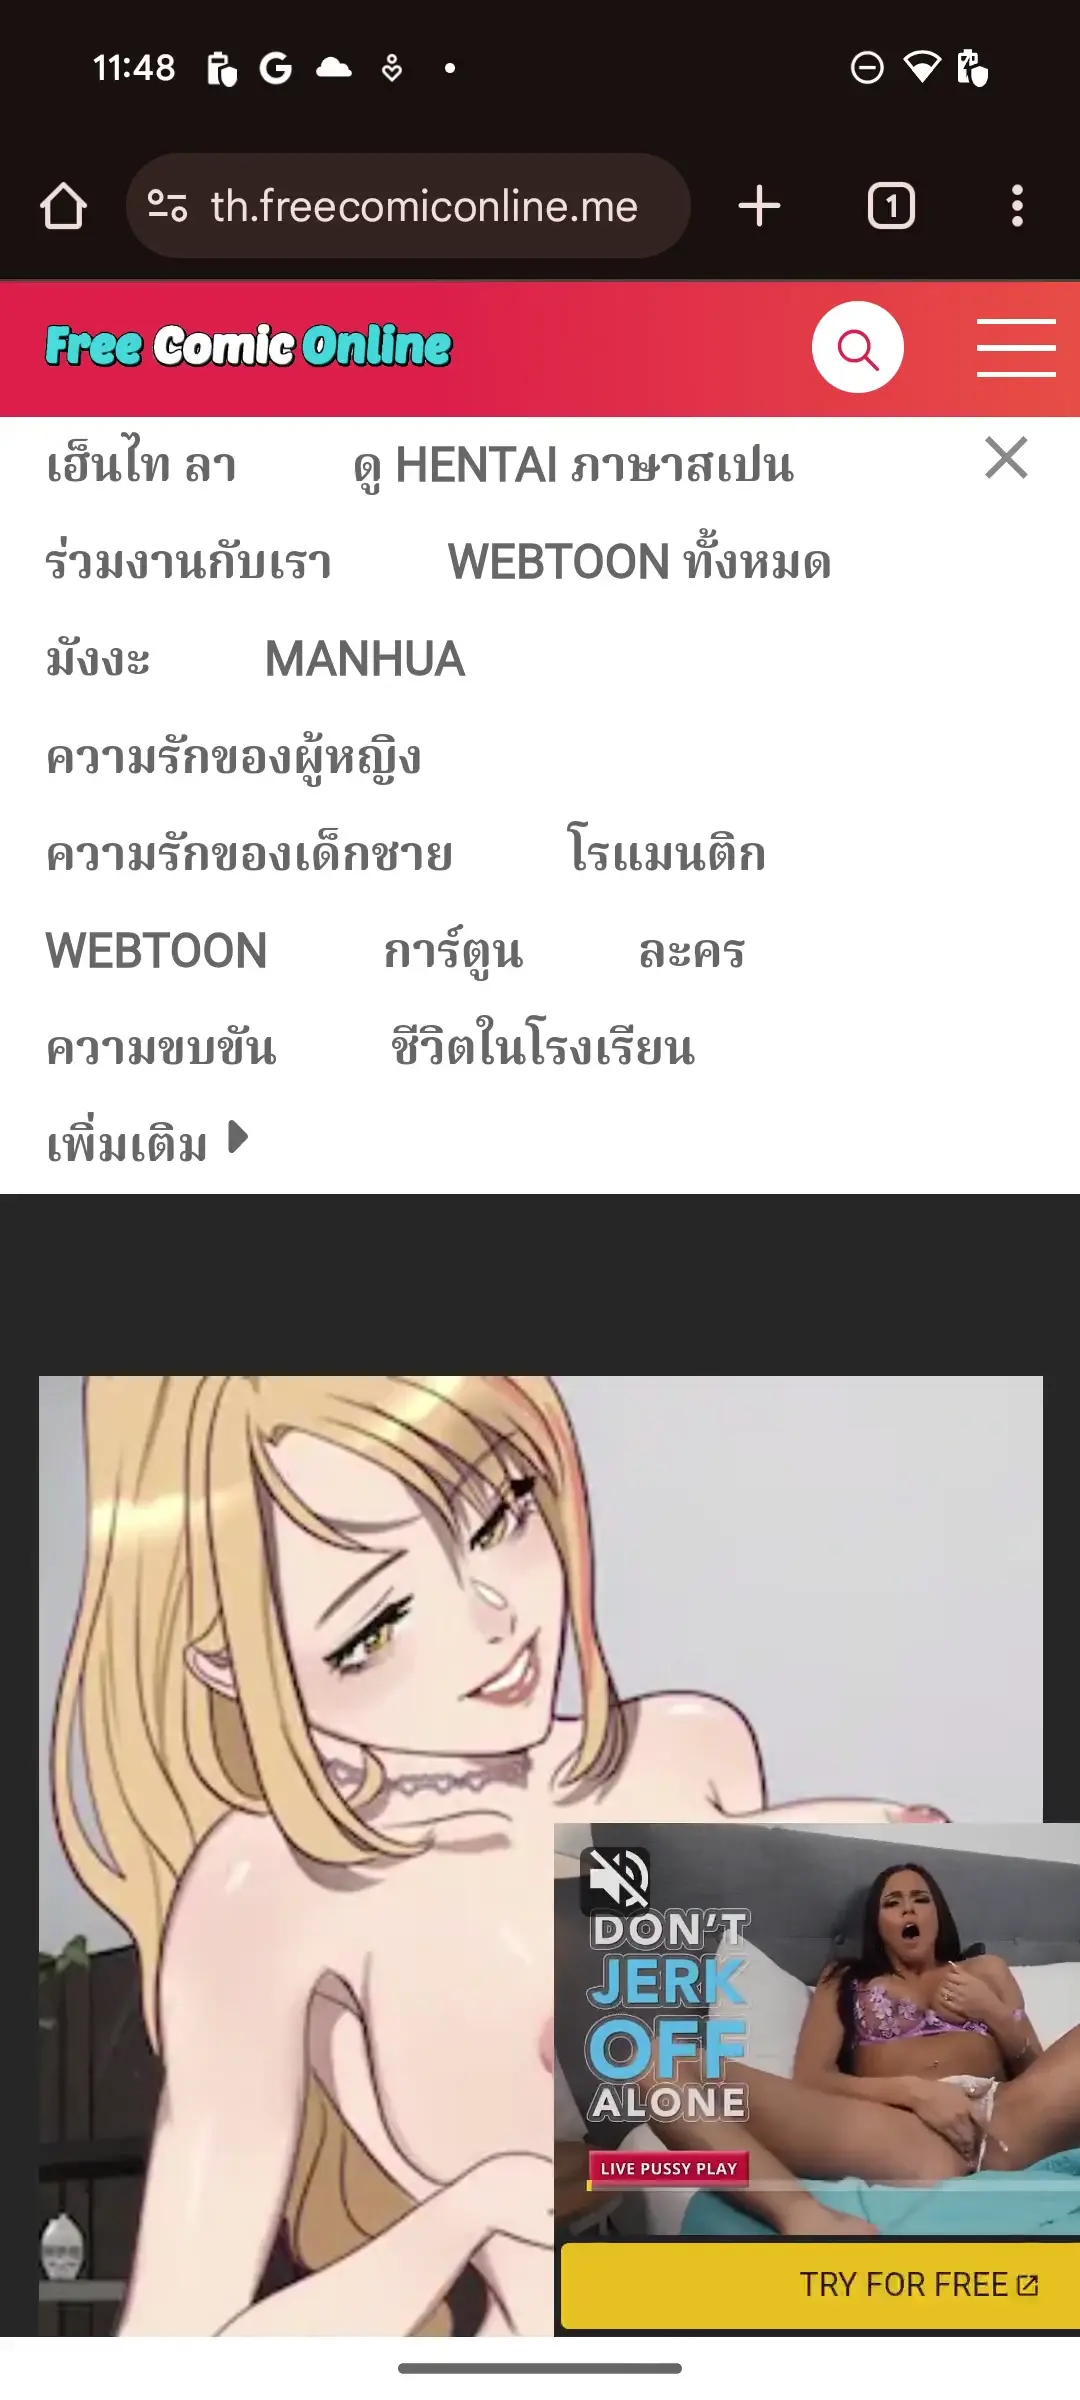 11:48
th.freecomiconline.me
1
Free Comic Online
เฮ็นไท ลา ดู HENTAI ภาษาสเปน
ร่วมงานกับเรา WEBTOON ทั้งหมด
มังงะ MANHUA
ความรักของผู้หญิง
ความรักของเด็กชาย โรแมนติก
WEBTOON การ์ตูน ละคร
ความขบขัน ชีวิตในโรงเรียน
เพิ่มเติม
DON'T
JERK
OFF
ALONE
LIVE PUSSY PLAY
TRY FOR FREE